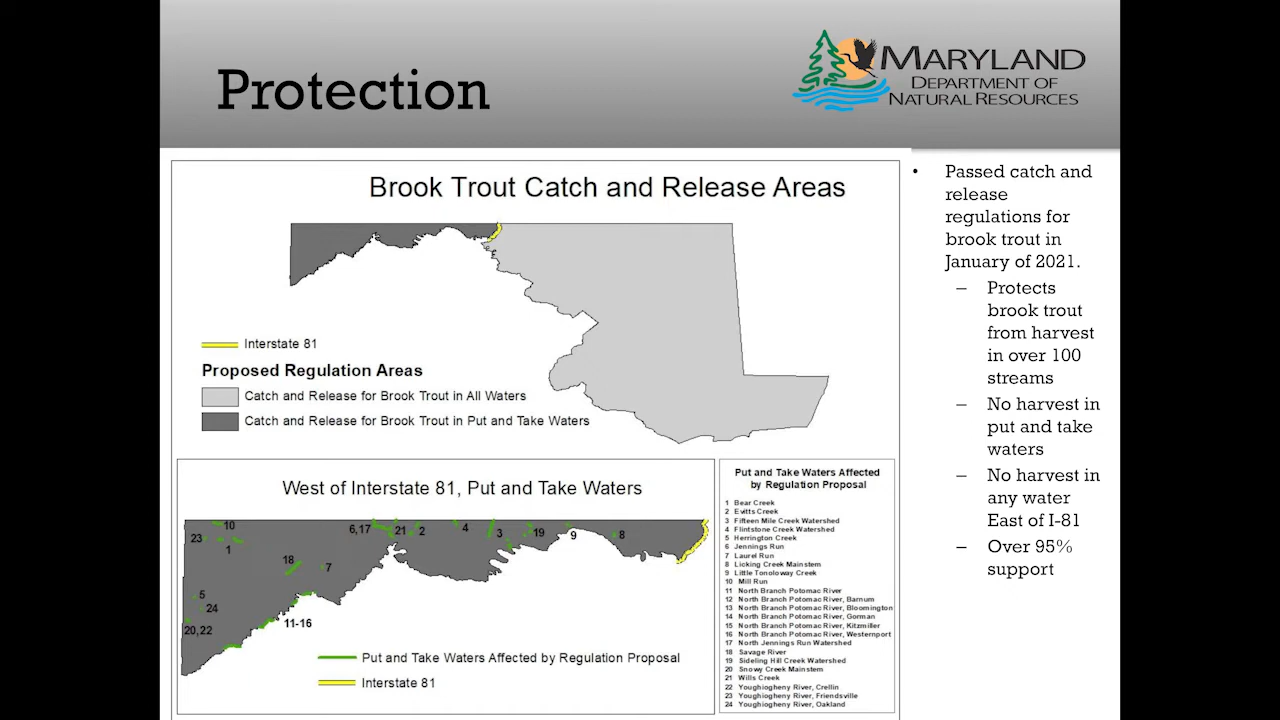 Protection
MARYLAND
DEPARTMENT OF
NATURAL RESOURCES
Brook Trout Catch and Release Areas
Interstate 81
Proposed Regulation Areas
Catch and Release for Brook Trout in All Waters
Catch and Release for Brook Trout in Put and Take Waters
West of Interstate 81, Put and Take Waters
10
23
1
6,17
21
2
4
3
19
9
8
18
7
5
24
20,22
11-16
Put and Take Waters Affected by Regulation Proposal
Interstate 81
Put and Take Waters Affected
by Regulation Proposal
1 Bear Creek
2 Evitts Creek
3 Fifteen Mile Creek Watershed
4 Flintstone Creek Watershed
5 Herrington Creek
6 Jennings Run
7 Laurel Run
8 Licking Creek Mainstem
9 Little Tonoloway Creek
10 Mill Run
11 North Branch Potomac River
12 North Branch Potomac River, Barnum
13 North Branch Potomac River, Bloomington
14 North Branch Potomac River, Gorman
15 North Branch Potomac River, Kitzmiller
16 North Branch Potomac River, Westernport
17 North Jennings Run Watershed
18 Savage River
19 Sideling Hill Creek Watershed
20 Snowy Creek Mainstem
21 Wills Creek
22 Youghiogheny River, Crellin
23 Youghiogheny River, Friendsville
24 Youghiogheny River, Oakland
• Passed catch and
release
regulations for
brook trout in
January of 2021.
– Protects
brook trout
from harvest
in over 100
streams
– No harvest in
put and take
waters
– No harvest in
any water
East of I-81
– Over 95%
support